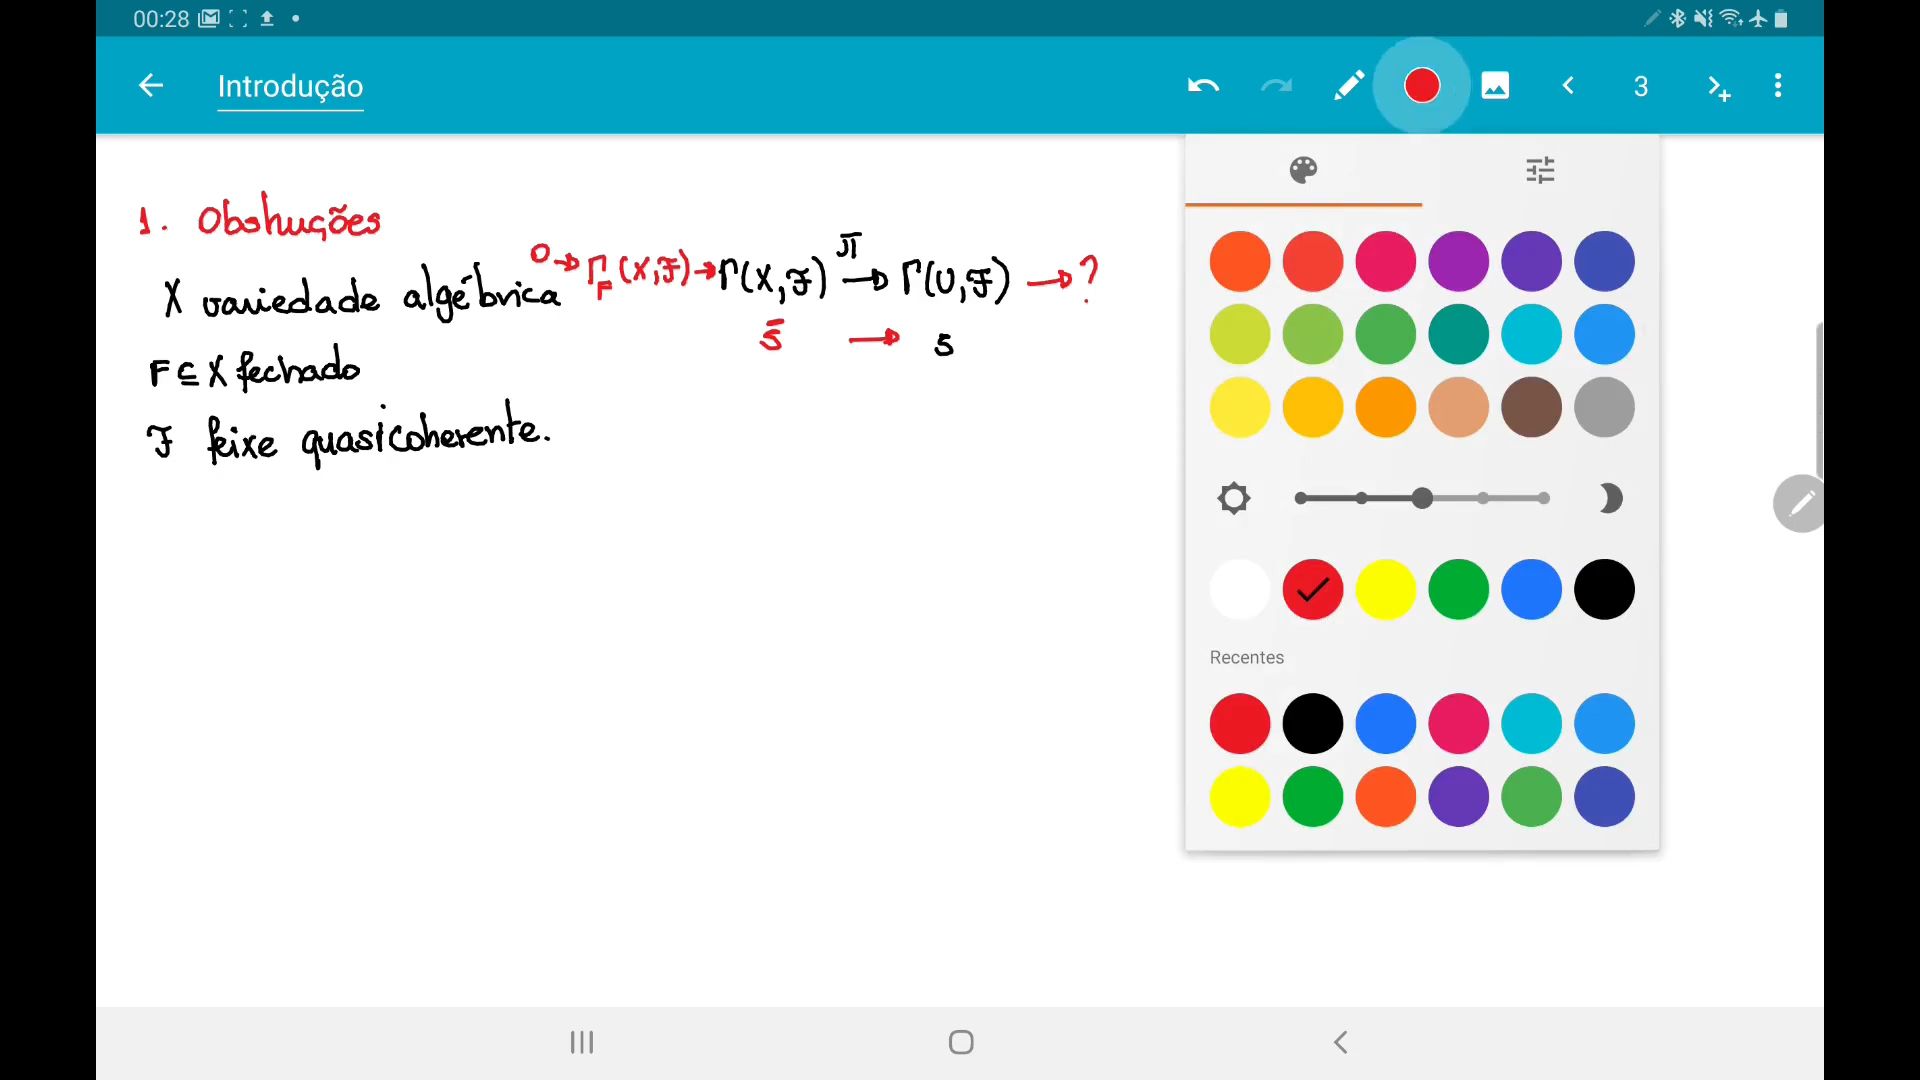 00:28
Introdução
3
1. Obstruções
X variedade algébrica
0 → Γ_F(X,ℱ) → Γ(X,ℱ) —π→ Γ(U,ℱ) → ?
s̄ → s
F ⊆ X fechado
ℱ feixe quasicoherente.
Recentes